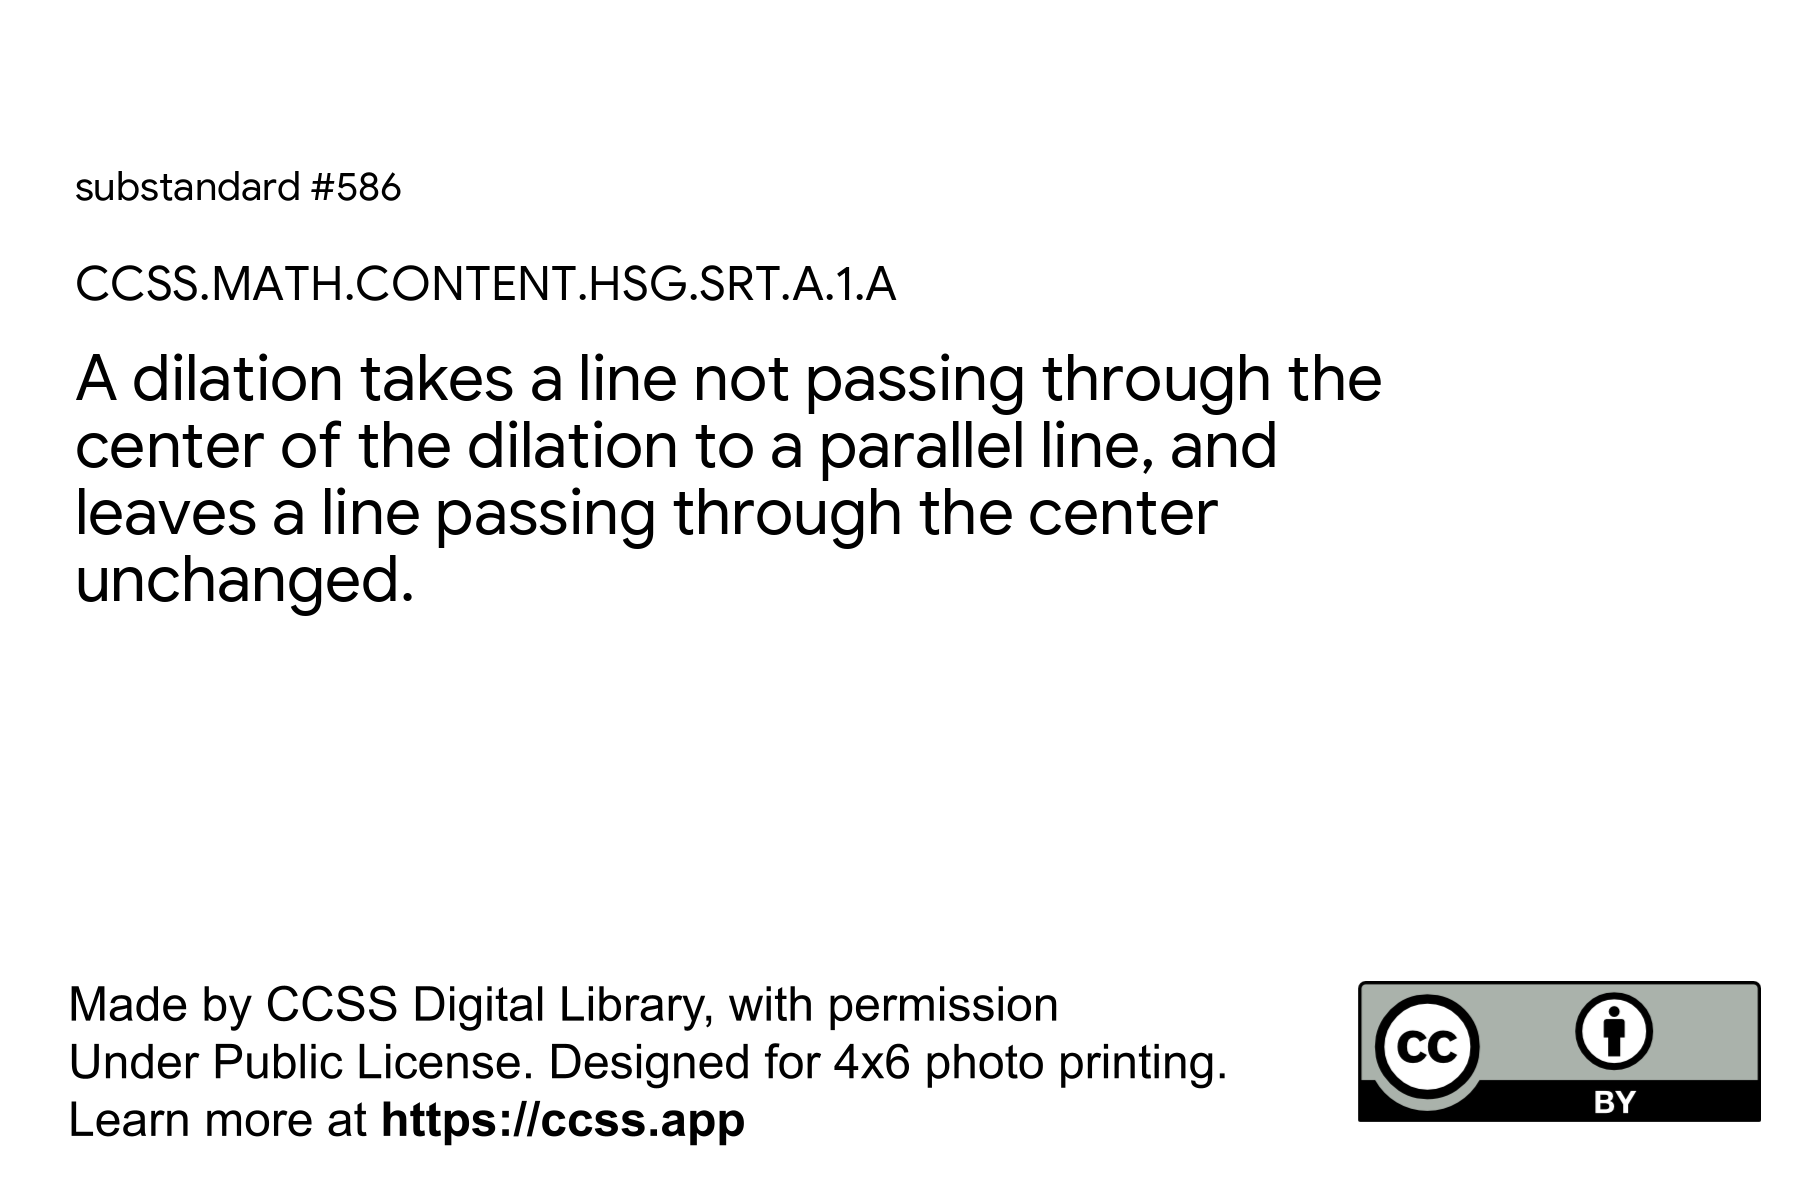 substandard #586
CCSS.MATH.CONTENT.HSG.SRT.A.1.A
A dilation takes a line not passing through the
center of the dilation to a parallel line, and
leaves a line passing through the center
unchanged.
Made by CCSS Digital Library, with permission
Under Public License. Designed for 4x6 photo printing.
Learn more at https://ccss.app
cc
BY